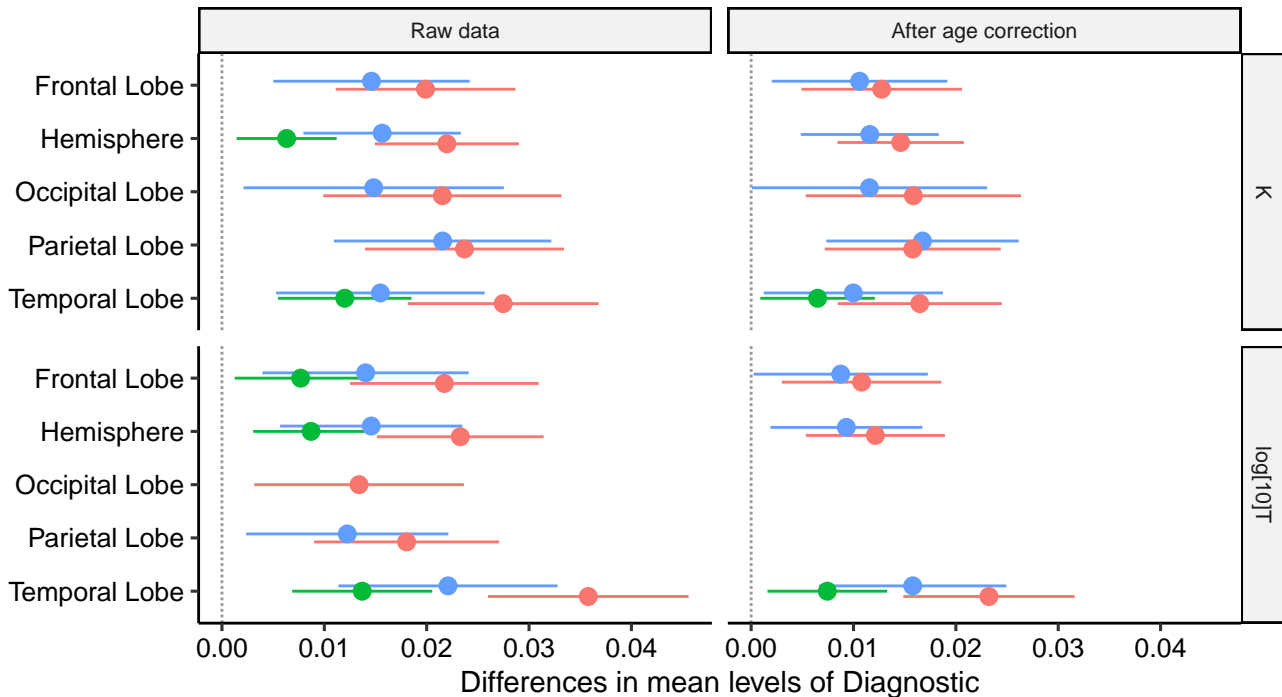 Raw data
After age correction
Frontal Lobe
Hemisphere
Occipital Lobe
Parietal Lobe
Temporal Lobe
K
Frontal Lobe
Hemisphere
Occipital Lobe
Parietal Lobe
Temporal Lobe
log[10]T
0.00 0.01 0.02 0.03 0.04
0.00 0.01 0.02 0.03 0.04
Differences in mean levels of Diagnostic